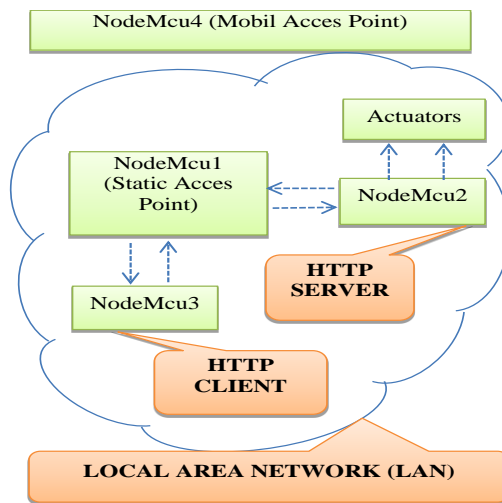 NodeMcu4 (Mobil Acces Point)
Actuators
NodeMcu1
(Static Acces
Point)
NodeMcu2
HTTP
SERVER
NodeMcu3
HTTP
CLIENT
LOCAL AREA NETWORK (LAN)